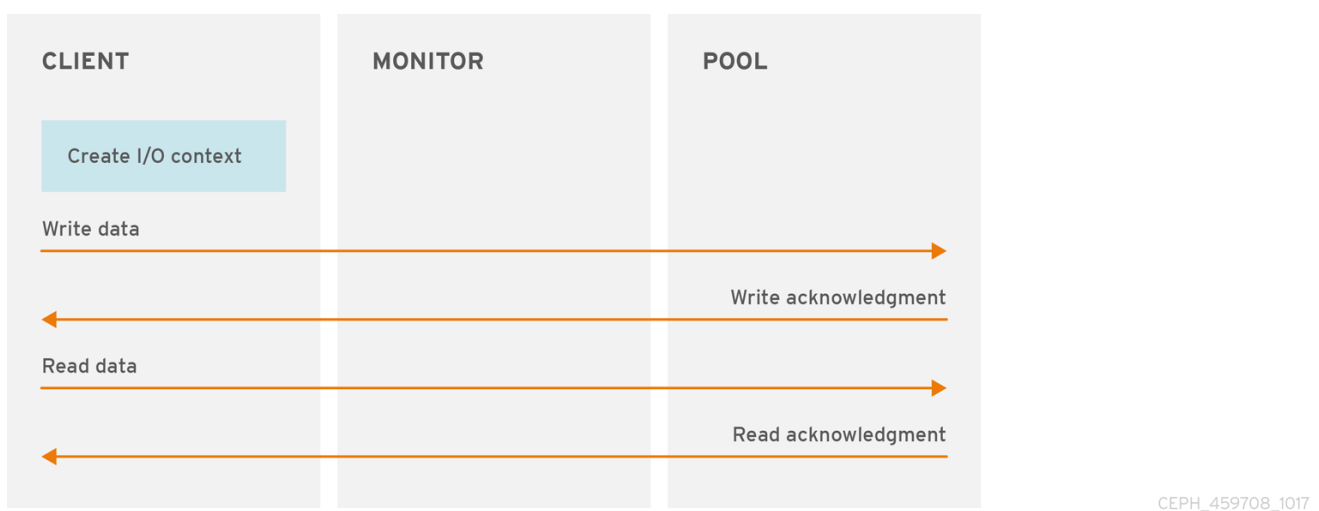 CLIENT
MONITOR
POOL
Create I/O context
Write data
Write acknowledgment
Read data
Read acknowledgment
CEPH_459708_1017